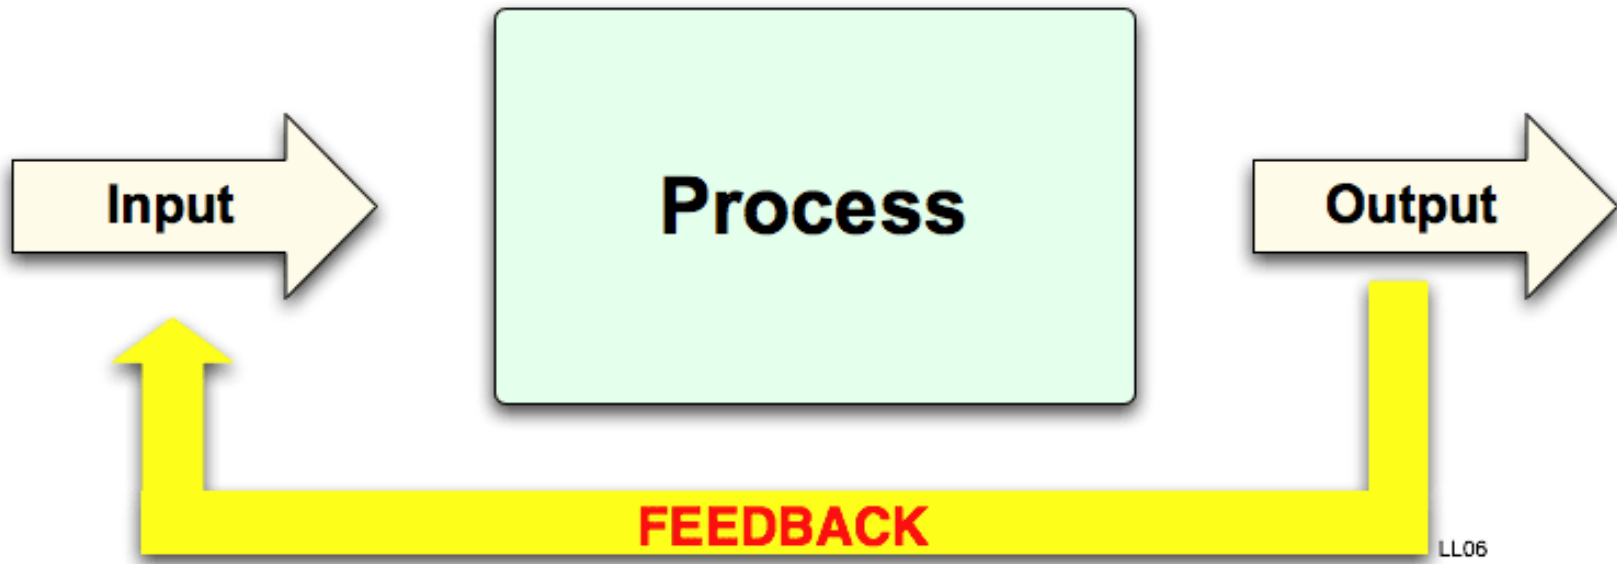 Input
Process
Output
FEEDBACK
LL06